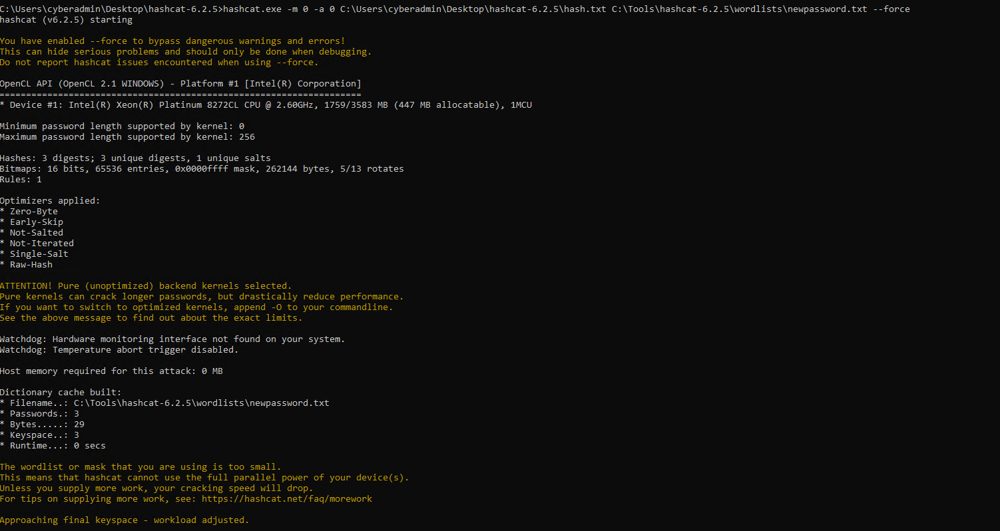 C:\Users\cyberadmin\Desktop\hashcat-6.2.5>hashcat.exe -m 0 -a 0 C:\Users\cyberadmin\Desktop\hashcat-6.2.5\hash.txt C:\Tools\hashcat-6.2.5\wordlists\newpassword.txt --force
hashcat (v6.2.5) starting
You have enabled --force to bypass dangerous warnings and errors!
This can hide serious problems and should only be done when debugging.
Do not report hashcat issues encountered when using --force.
OpenCL API (OpenCL 2.1 WINDOWS) - Platform #1 [Intel(R) Corporation]
====================================================================
* Device #1: Intel(R) Xeon(R) Platinum 8272CL CPU @ 2.60GHz, 1759/3583 MB (447 MB allocatable), 1MCU
Minimum password length supported by kernel: 0
Maximum password length supported by kernel: 256
Hashes: 3 digests; 3 unique digests, 1 unique salts
Bitmaps: 16 bits, 65536 entries, 0x0000ffff mask, 262144 bytes, 5/13 rotates
Rules: 1
Optimizers applied:
* Zero-Byte
* Early-Skip
* Not-Salted
* Not-Iterated
* Single-Salt
* Raw-Hash
ATTENTION! Pure (unoptimized) backend kernels selected.
Pure kernels can crack longer passwords, but drastically reduce performance.
If you want to switch to optimized kernels, append -O to your commandline.
See the above message to find out about the exact limits.
Watchdog: Hardware monitoring interface not found on your system.
Watchdog: Temperature abort trigger disabled.
Host memory required for this attack: 0 MB
Dictionary cache built:
* Filename..: C:\Tools\hashcat-6.2.5\wordlists\newpassword.txt
* Passwords.: 3
* Bytes.....: 29
* Keyspace..: 3
* Runtime...: 0 secs
The wordlist or mask that you are using is too small.
This means that hashcat cannot use the full parallel power of your device(s).
Unless you supply more work, your cracking speed will drop.
For tips on supplying more work, see: https://hashcat.net/faq/morework
Approaching final keyspace - workload adjusted.